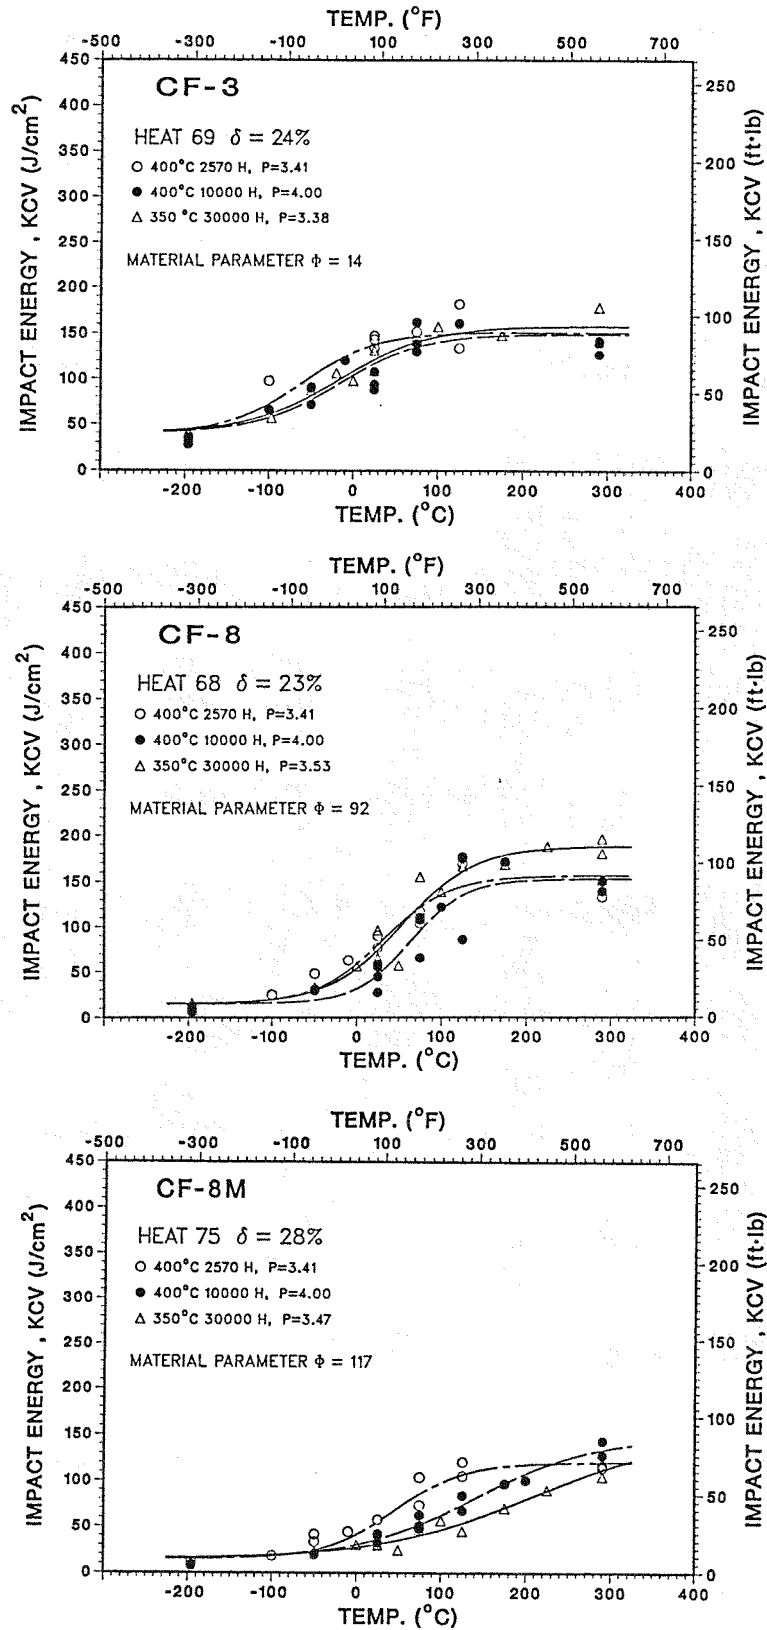 TEMP. (°F)
-500 -300 -100 100 300 500 700
CF-3
HEAT 69 δ = 24%
○ 400°C 2570 H, P=3.41
● 400°C 10000 H, P=4.00
△ 350 °C 30000 H, P=3.38
MATERIAL PARAMETER Φ = 14
IMPACT ENERGY , KCV (J/cm²)
450
400
350
300
250
200
150
100
50
0
IMPACT ENERGY , KCV (ft·lb)
250
200
150
100
50
0
-200 -100 0 100 200 300 400
TEMP. (°C)
TEMP. (°F)
-500 -300 -100 100 300 500 700
CF-8
HEAT 68 δ = 23%
○ 400°C 2570 H, P=3.41
● 400°C 10000 H, P=4.00
△ 350°C 30000 H, P=3.53
MATERIAL PARAMETER Φ = 92
IMPACT ENERGY , KCV (J/cm²)
450
400
350
300
250
200
150
100
50
0
IMPACT ENERGY , KCV (ft·lb)
250
200
150
100
50
0
-200 -100 0 100 200 300 400
TEMP. (°C)
TEMP. (°F)
-500 -300 -100 100 300 500 700
CF-8M
HEAT 75 δ = 28%
○ 400°C 2570 H, P=3.41
● 400°C 10000 H, P=4.00
△ 350°C 30000 H, P=3.47
MATERIAL PARAMETER Φ = 117
IMPACT ENERGY , KCV (J/cm²)
450
400
350
300
250
200
150
100
50
0
IMPACT ENERGY , KCV (ft·lb)
250
200
150
100
50
0
-200 -100 0 100 200 300 400
TEMP. (°C)